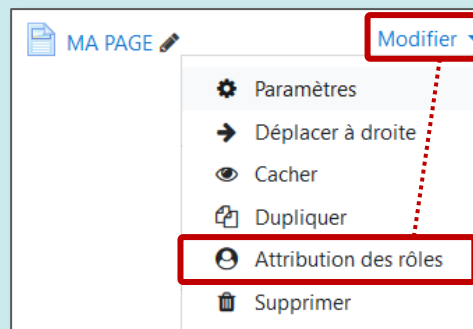 MA PAGE Modifier
Paramètres
Déplacer à droite
Cacher
Dupliquer
Attribution des rôles
Supprimer